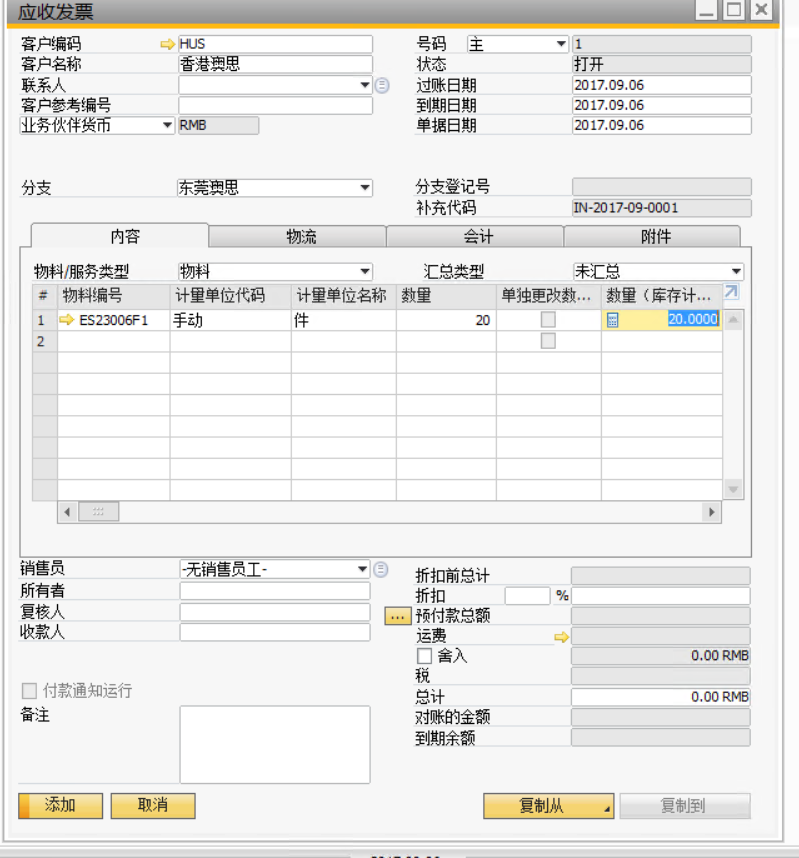 应收发票
客户编码 HUS 号码 主 1
客户名称 香港奥思 状态 打开
联系人 过账日期 2017.09.06
客户参考编号 到期日期 2017.09.06
业务伙伴货币 RMB 单据日期 2017.09.06
分支 东莞奥思 分支登记号
补充代码 IN-2017-09-0001
内容 物流 会计 附件
物料/服务类型 物料 汇总类型 未汇总
# 物料编号 计量单位代码 计量单位名称 数量 单独更改数... 数量（库存计...
1 ES23006F1 手动 件 20 20.0000
2
销售员 -无销售员工- 折扣前总计
所有者 折扣 %
复核人 ... 预付款总额
收款人 运费
舍入 0.00 RMB
税
付款通知运行 总计 0.00 RMB
备注 对账的金额
到期余额
添加 取消 复制从 复制到